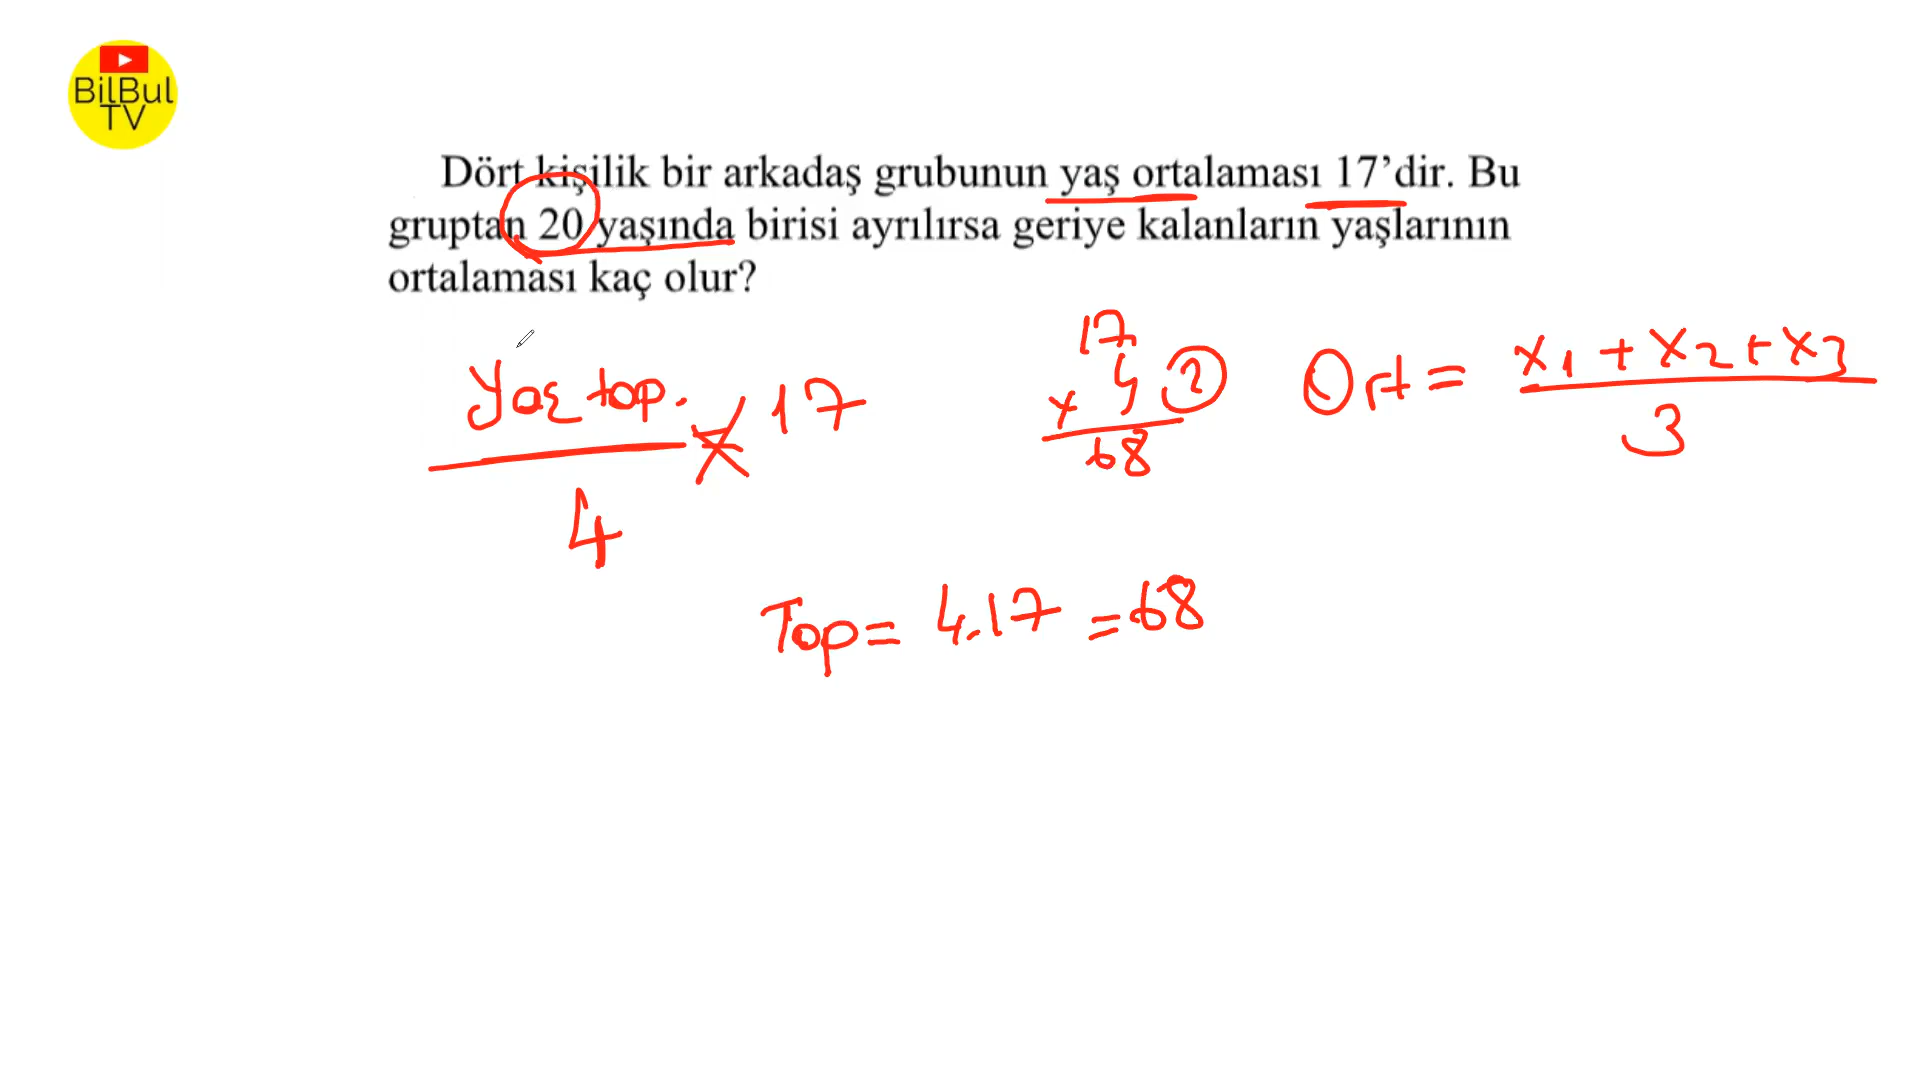 BilBul
TV
Dört kişilik bir arkadaş grubunun yaş ortalaması 17’dir. Bu
gruptan 20 yaşında birisi ayrılırsa geriye kalanların yaşlarının
ortalaması kaç olur?
Yaş top.
4
= 17
17
x 4 2
68
Ort = x1 + x2 + x3
3
Top = 4.17 = 68